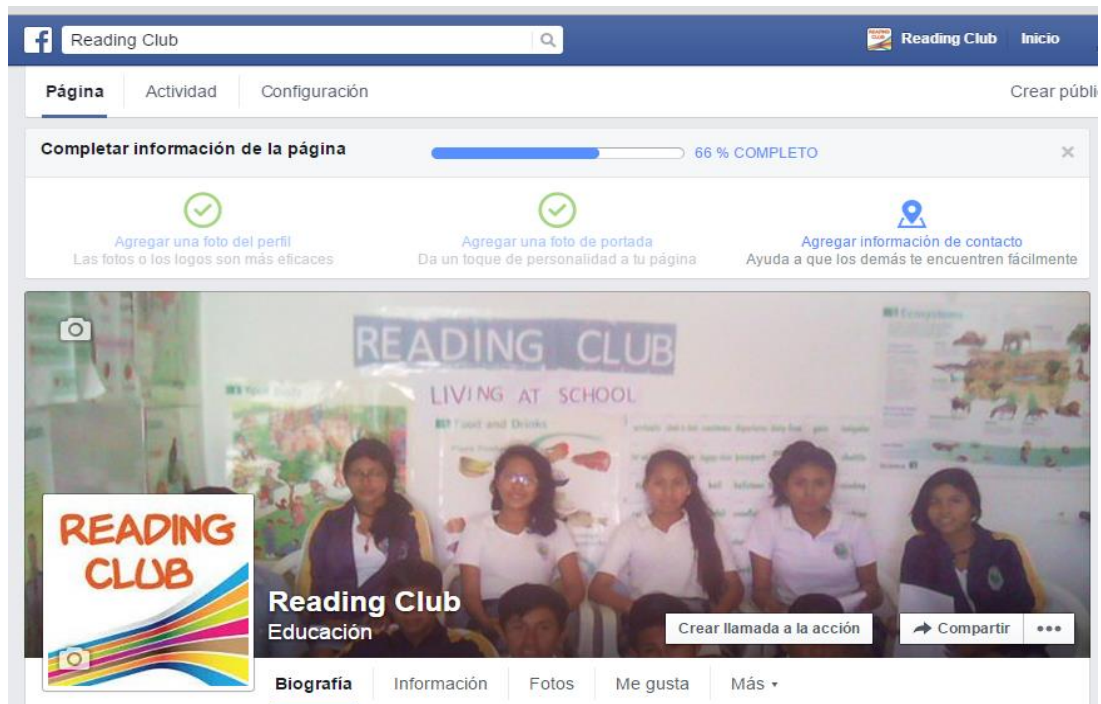 f Reading Club
Reading Club Inicio
Página Actividad Configuración Crear públi
Completar información de la página 66 % COMPLETO
Agregar una foto del perfil
Las fotos o los logos son más eficaces
Agregar una foto de portada
Da un toque de personalidad a tu página
Agregar información de contacto
Ayuda a que los demás te encuentren fácilmente
READING CLUB
LIVING AT SCHOOL
Ecosystems
Food and Drinks
READING
CLUB
Reading Club
Educación
Crear llamada a la acción Compartir
Biografía Información Fotos Me gusta Más